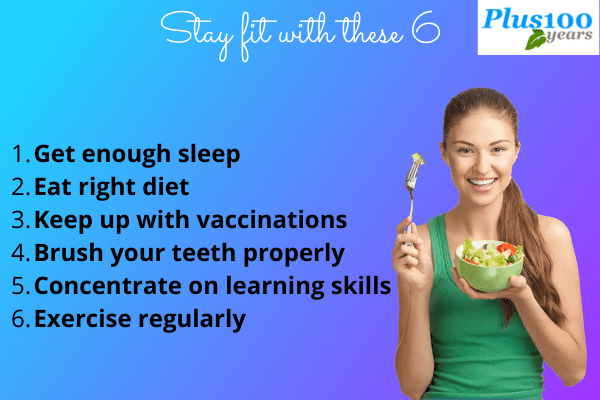 Stay fit with these 6
Plus100
years
1. Get enough sleep
2. Eat right diet
3. Keep up with vaccinations
4. Brush your teeth properly
5. Concentrate on learning skills
6. Exercise regularly